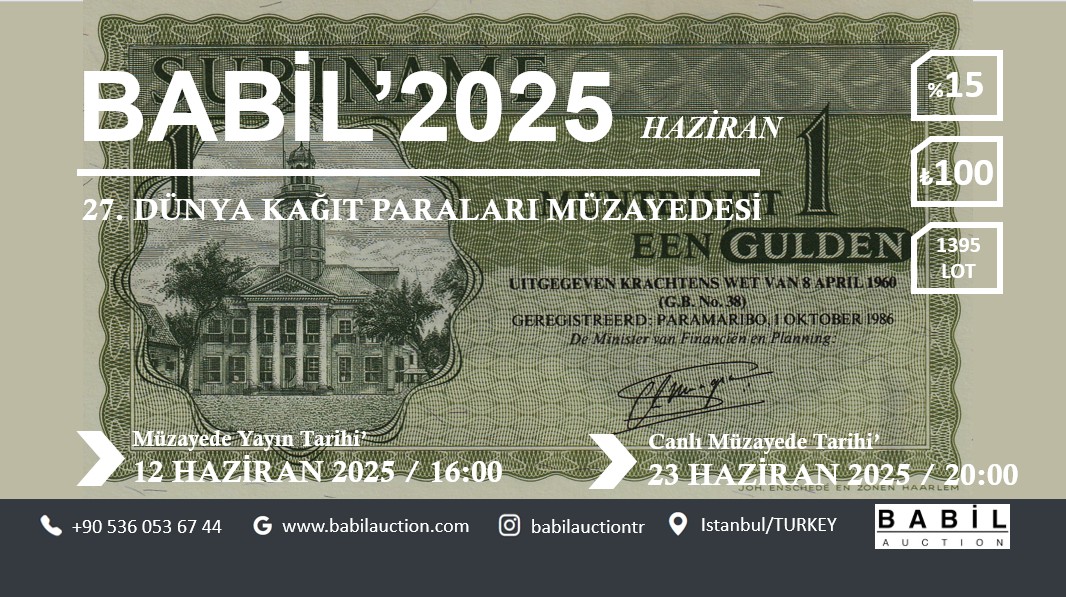 SURINAME
BABİL’2025 HAZİRAN
%15
₺100
1395
LOT
1
1
27. DÜNYA KAĞIT PARALARI MÜZAYEDESİ
MUNTBILJET
EEN GULDEN
UITGEGEVEN KRACHTENS WET VAN 8 APRIL 1960
(G.B. No. 38)
GEREGISTREERD: PARAMARIBO, 1 OKTOBER 1986
De Minister van Financiën en Planning:
Müzayede Yayın Tarihi’
12 HAZİRAN 2025 / 16:00
Canlı Müzayede Tarihi’
23 HAZİRAN 2025 / 20:00
JOH. ENSCHEDÉ EN ZONEN HAARLEM
+90 536 053 67 44
www.babilauction.com
babilauctiontr
Istanbul/TURKEY
BABİL
AUCTION